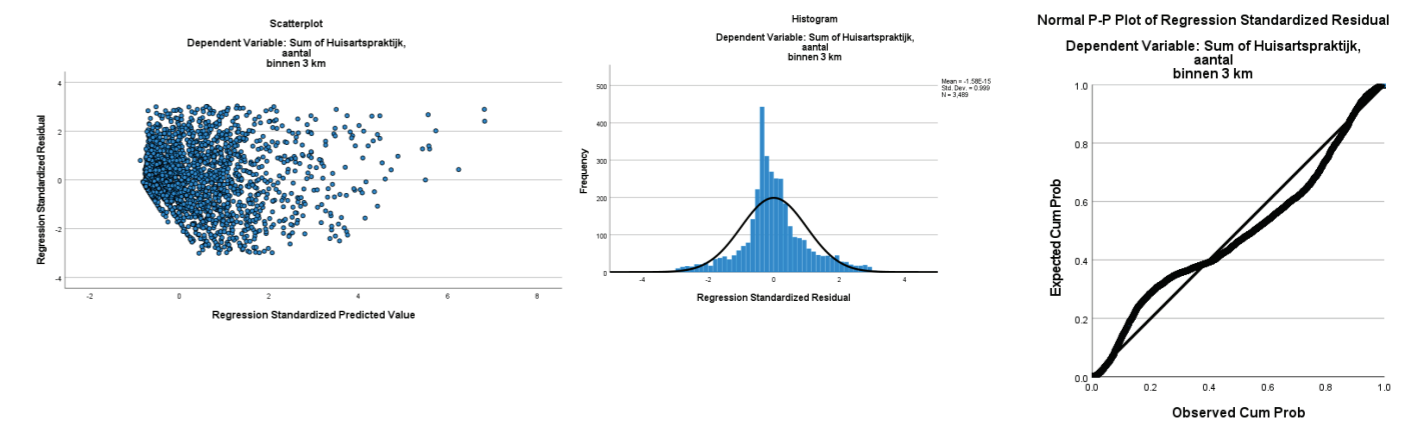 Scatterplot
Dependent Variable: Sum of Huisartspraktijk,
aantal
binnen 3 km
Regression Standardized Residual
4
2
0
-2
-4
-2
0
2
4
6
8
Regression Standardized Predicted Value
Histogram
Dependent Variable: Sum of Huisartspraktijk,
aantal
binnen 3 km
Mean = -1.58E-15
Std. Dev. = 0.999
N = 3,489
Frequency
500
400
300
200
100
0
-4
-2
0
2
4
Regression Standardized Residual
Normal P-P Plot of Regression Standardized Residual
Dependent Variable: Sum of Huisartspraktijk,
aantal
binnen 3 km
Expected Cum Prob
1.0
0.8
0.6
0.4
0.2
0.0
0.0
0.2
0.4
0.6
0.8
1.0
Observed Cum Prob